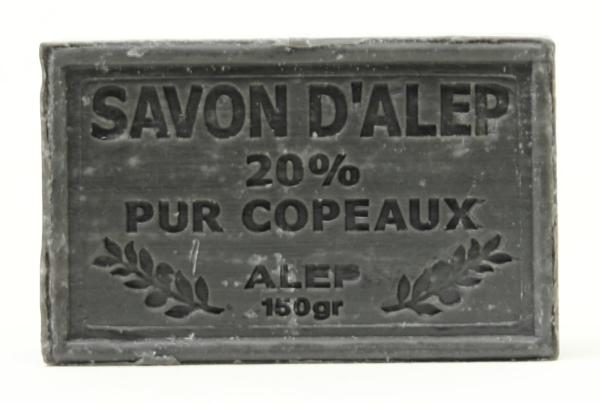 SAVON D'ALEP
20%
PUR COPEAUX
ALEP
150gr